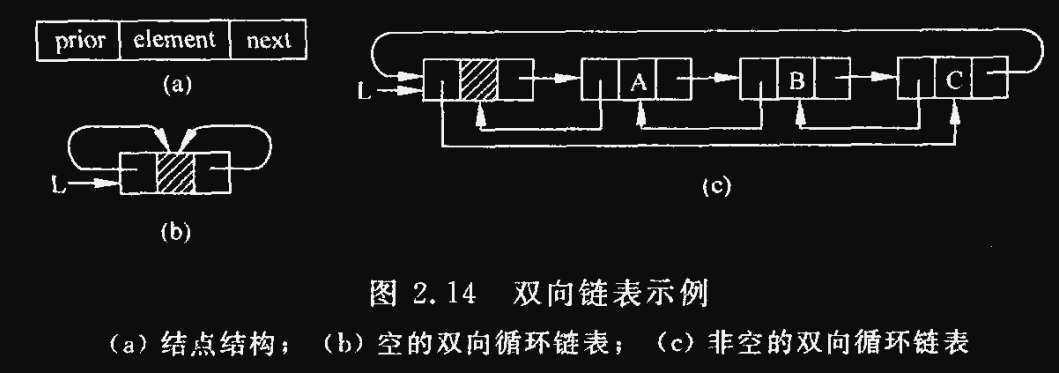 prior element next
(a)
L
(b)
L A B C
(c)
图 2.14 双向链表示例
(a) 结点结构； (b) 空的双向循环链表； (c) 非空的双向循环链表